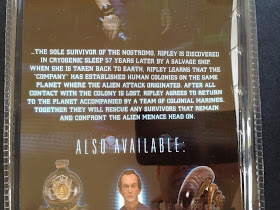 ...THE SOLE SURVIVOR OF THE NOSTROMO, RIPLEY IS DISCOVERED
IN CRYOGENIC SLEEP 57 YEARS LATER BY A SALVAGE SHIP.
WHEN SHE IS TAKEN BACK TO EARTH, RIPLEY LEARNS THAT THE
"COMPANY" HAS ESTABLISHED HUMAN COLONIES ON THE SAME
PLANET WHERE THE ALIEN ATTACK ORIGINATED. AFTER ALL
CONTACT WITH THE COLONY IS LOST, RIPLEY AGREES TO RETURN
TO THE PLANET ACCOMPANIED BY A TEAM OF COLONIAL MARINES.
TOGETHER THEY WILL RESCUE ANY SURVIVORS THAT REMAIN
AND CONFRONT THE ALIEN MENACE HEAD ON.
ALSO AVAILABLE: